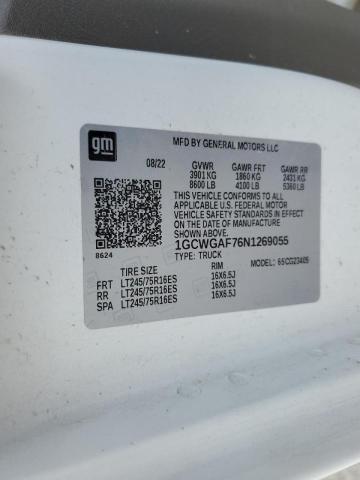 gm
MFD BY GENERAL MOTORS LLC
08/22 GVWR GAWR FRT GAWR RR
3901 KG 1860 KG 2431 KG
8600 LB 4100 LB 5360 LB
THIS VEHICLE CONFORMS TO ALL
APPLICABLE U.S. FEDERAL MOTOR
VEHICLE SAFETY STANDARDS IN
EFFECT ON THE DATE OF
MANUFACTURE SHOWN ABOVE.
1GCWGAF76N1269055
8624 TYPE: TRUCK
MODEL: 65CG23405
TIRE SIZE RIM
FRT LT245/75R16ES 16X6.5J
RR LT245/75R16ES 16X6.5J
SPA LT245/75R16ES 16X6.5J